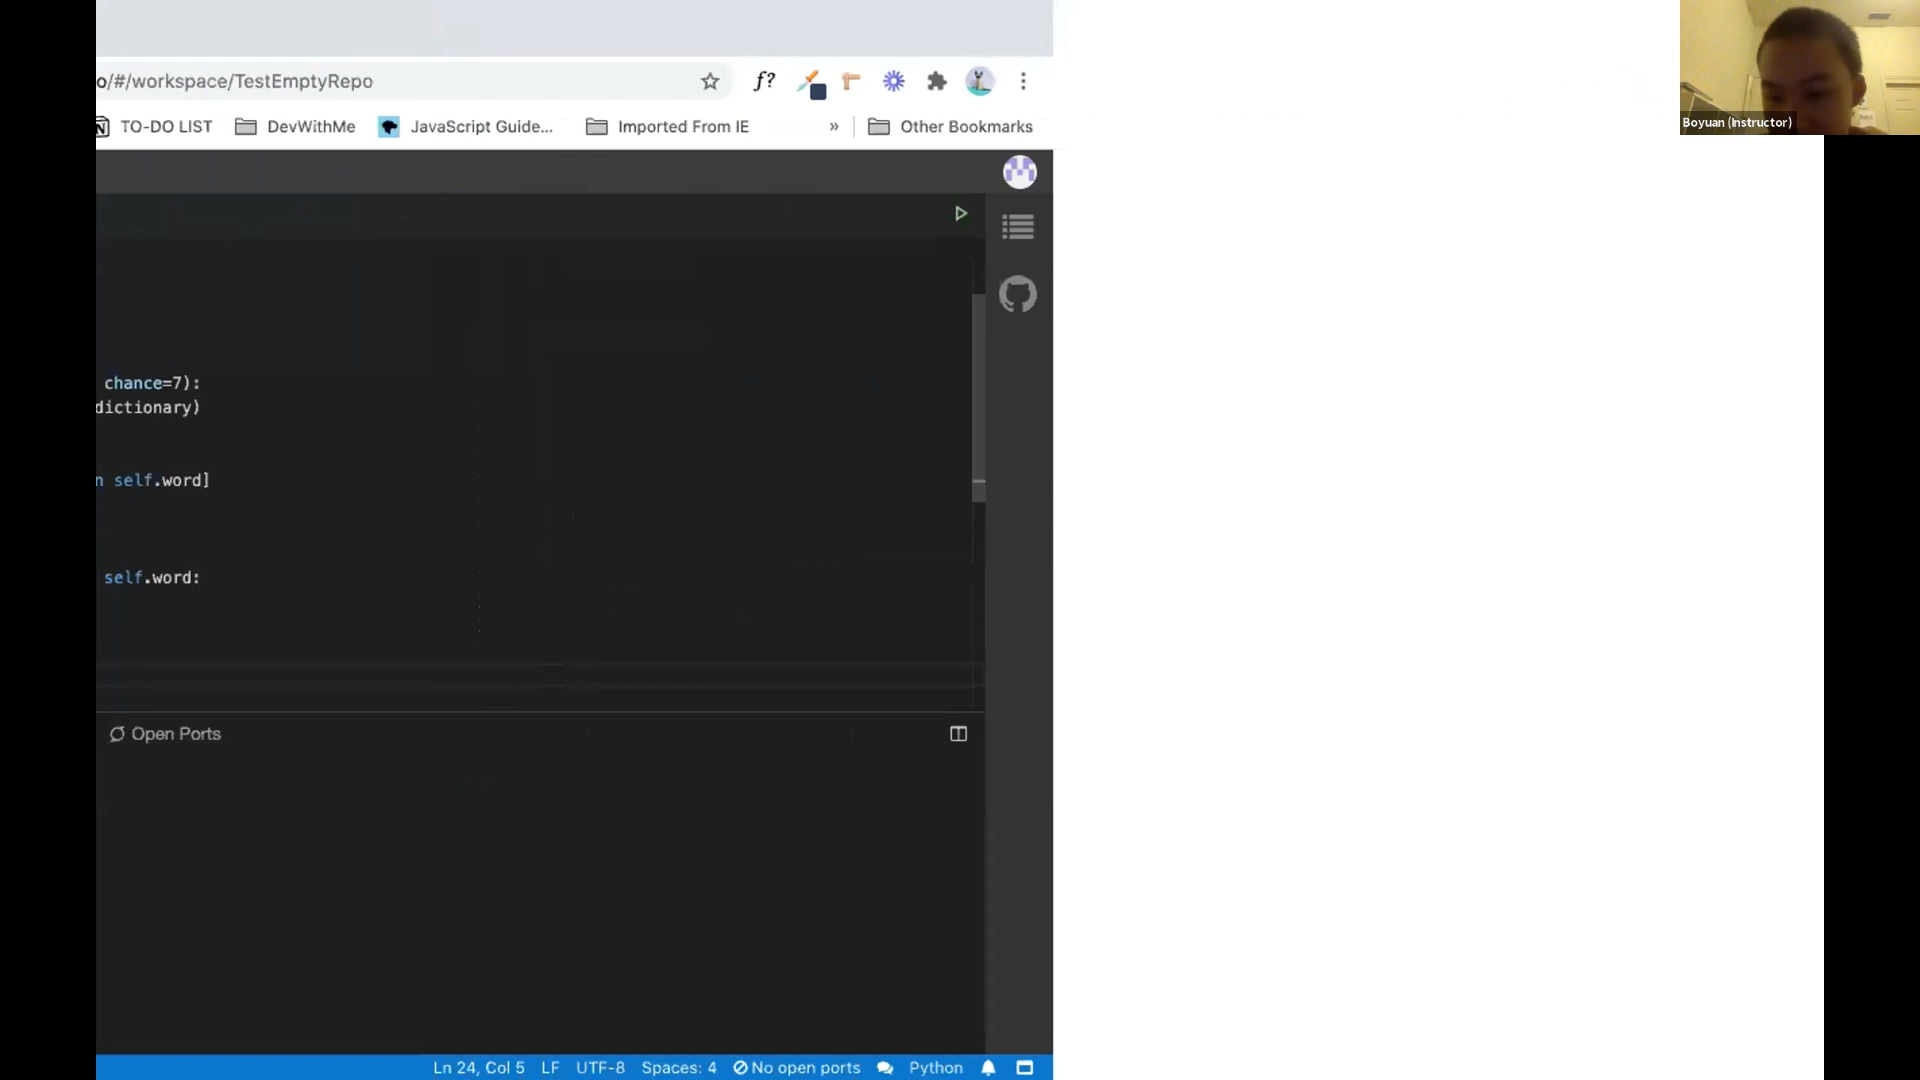 o/#/workspace/TestEmptyRepo
f?
TO-DO LIST DevWithMe JavaScript Guide... Imported From IE » Other Bookmarks
Boyuan (Instructor)
chance=7):
dictionary)
n self.word]
self.word:
Open Ports
Ln 24, Col 5 LF UTF-8 Spaces: 4 No open ports Python